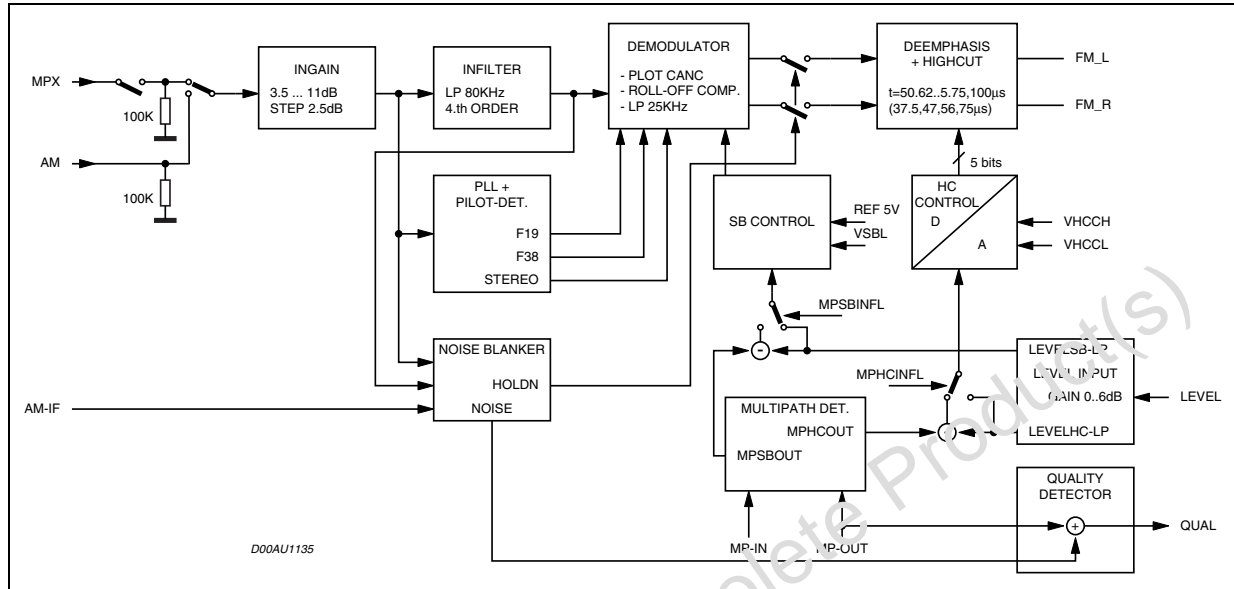 DEMODULATOR
- PLOT CANC
- ROLL-OFF COMP.
- LP 25KHz
DEEMPHASIS
+ HIGHCUT
t=50.62..5.75,100µs
(37.5,47,56,75µs)
FM_L
FM_R
MPX
INGAIN
3.5 ... 11dB
STEP 2.5dB
INFILTER
LP 80KHz
4.th ORDER
100K
AM
100K
PLL +
PILOT-DET.
F19
F38
STEREO
SB CONTROL
REF 5V
VSBL
5 bits
HC
CONTROL
D
A
VHCCH
VHCCL
MPSBINFL
-
NOISE BLANKER
HOLDN
NOISE
AM-IF
MPHCINFL
LEVELSB-LP
LEVEL INPUT
GAIN 0..6dB
LEVELHC-LP
LEVEL
MULTIPATH DET.
MPHCOUT
MPSBOUT
-
QUALITY
DETECTOR
+
QUAL
MP-IN
MP-OUT
D00AU1135
lete Product(s)